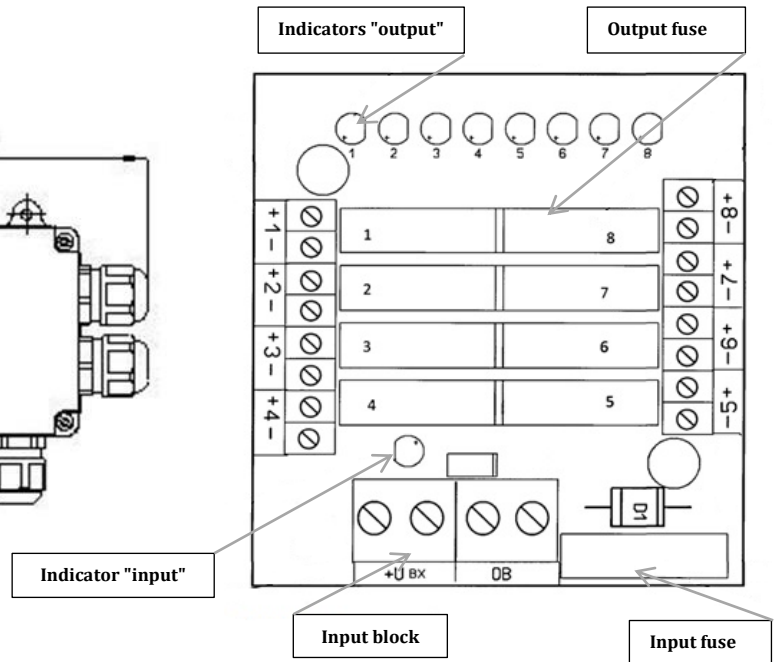 Indicators "output"
Output fuse
1 2 3 4 5 6 7 8
+1-
+2-
+3-
+4-
1 8
2 7
3 6
4 5
-8+
-7+
-6+
-5+
D1
+U BX
0B
Indicator "input"
Input block
Input fuse